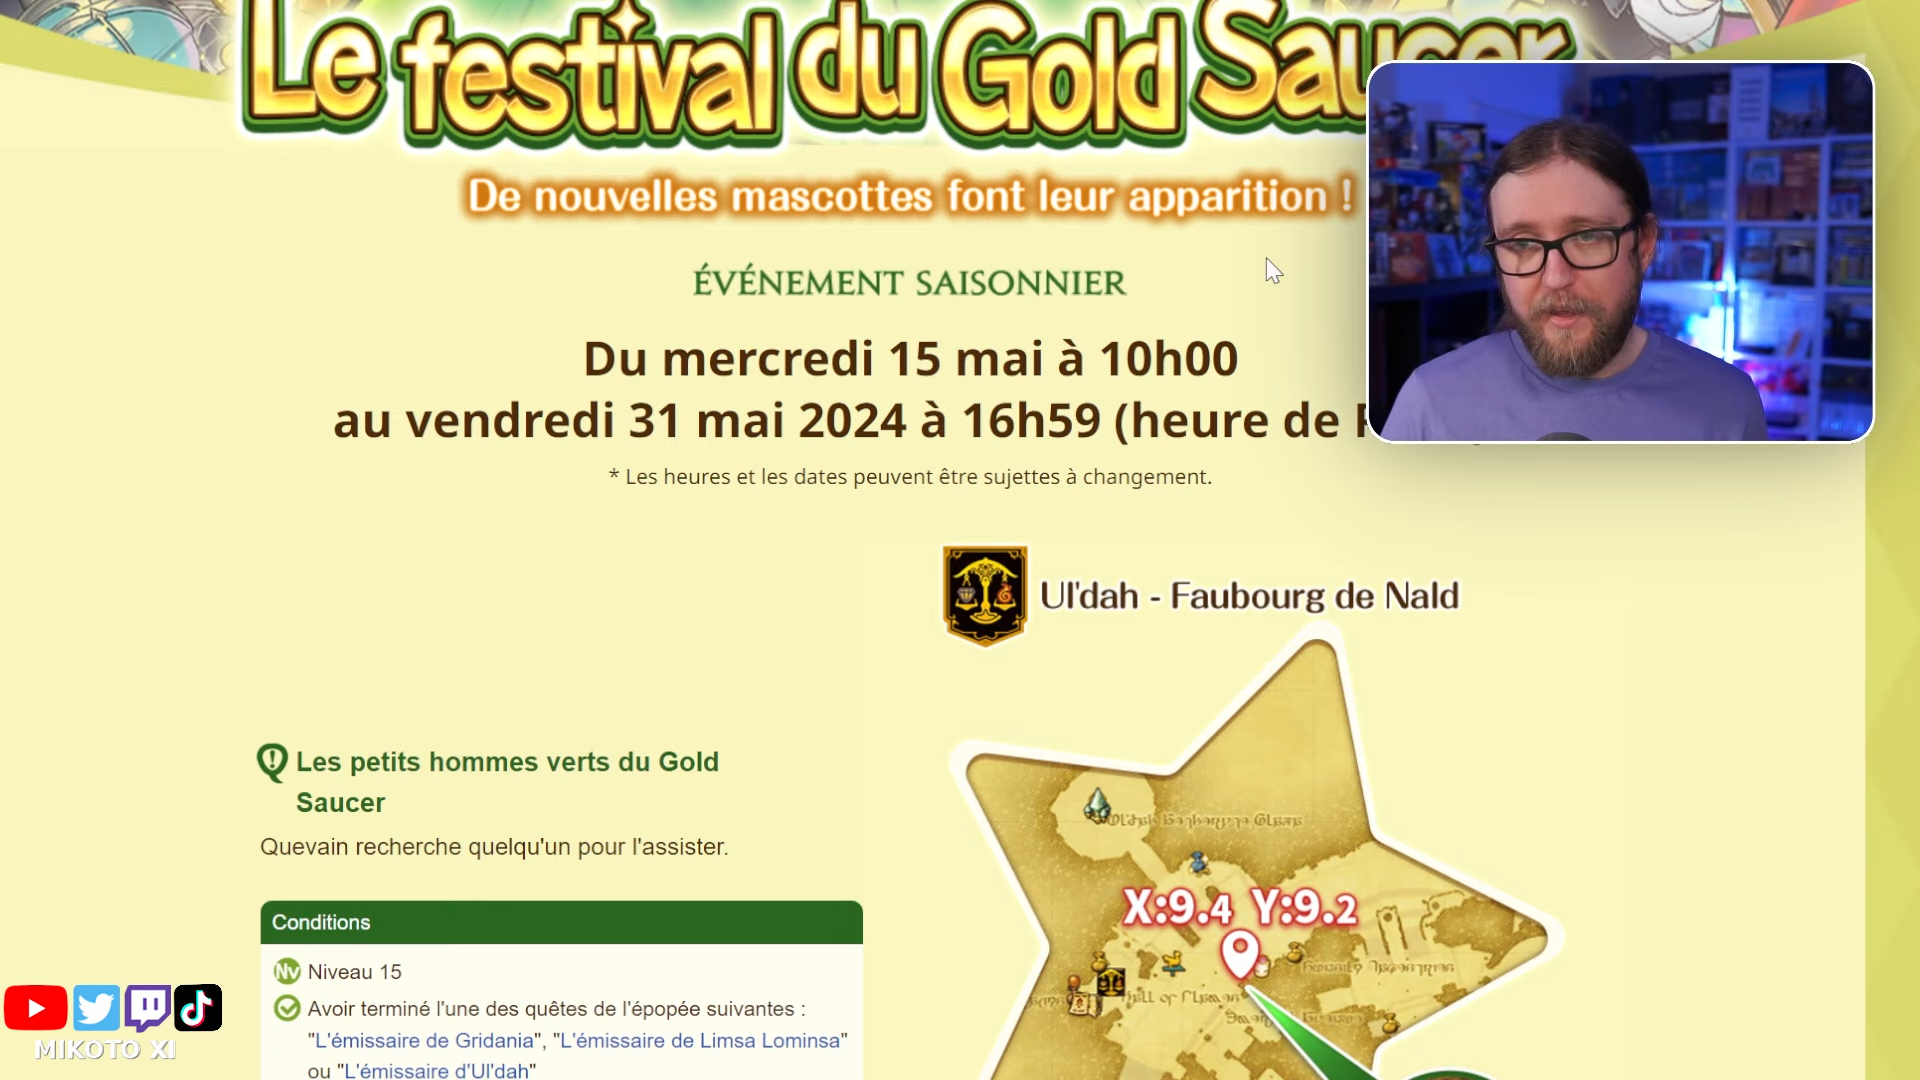 Le festival du Gold Saucer
De nouvelles mascottes font leur apparition !
ÉVÉNEMENT SAISONNIER
Du mercredi 15 mai à 10h00
au vendredi 31 mai 2024 à 16h59 (heure de
* Les heures et les dates peuvent être sujettes à changement.
Ul'dah - Faubourg de Nald
Les petits hommes verts du Gold
Saucer
Quevain recherche quelqu'un pour l'assister.
X:9.4 Y:9.2
Conditions
Nv Niveau 15
Avoir terminé l'une des quêtes de l'épopée suivantes :
"L'émissaire de Gridania", "L'émissaire de Limsa Lominsa"
ou "L'émissaire d'Ul'dah"
MIKOTO XI